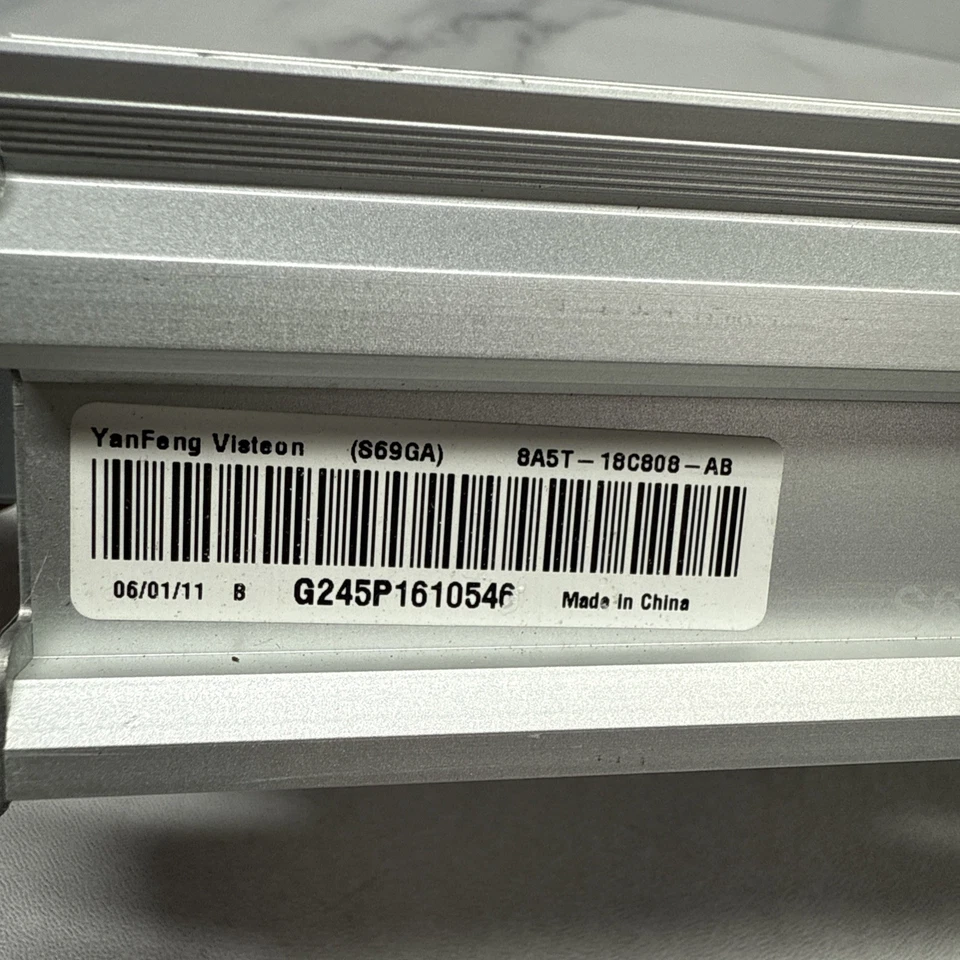 YanFeng Visteon (S69GA) 8A5T-18C808-AB
06/01/11 B G245P1610546 Made in China